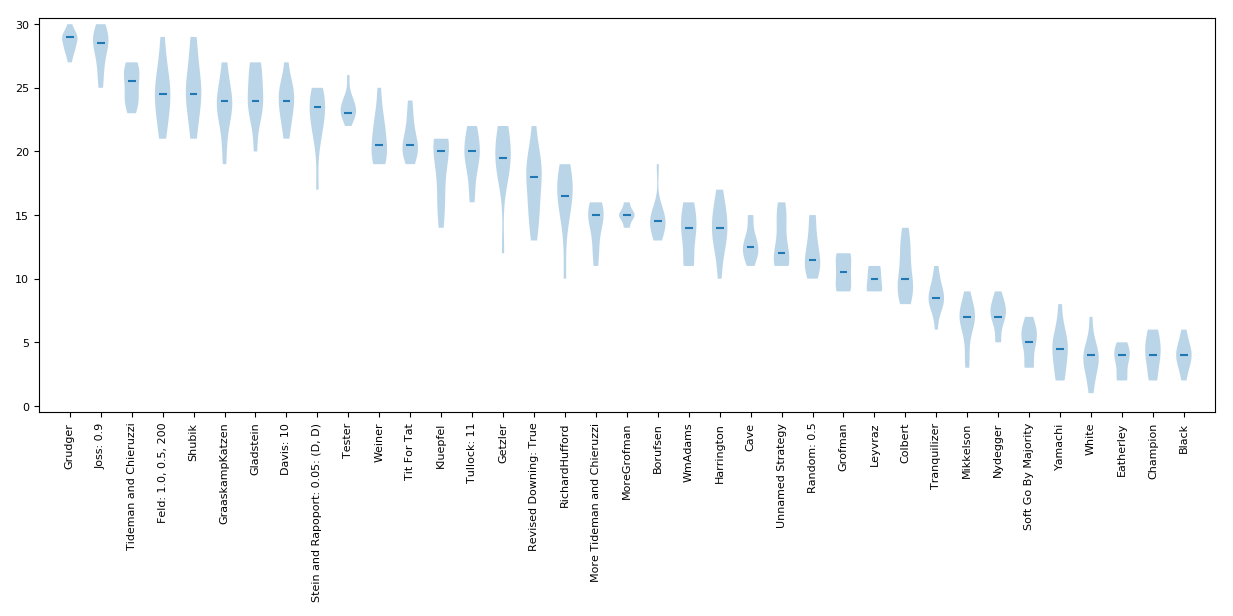 30
25
20
15
10
5
0
Grudger
Joss: 0.9
Tideman and Chieruzzi
Feld: 1.0, 0.5, 200
Shubik
GraaskampKatzen
Gladstein
Davis: 10
Stein and Rapoport: 0.05: (D, D)
Tester
Weiner
Tit For Tat
Kluepfel
Tullock: 11
Getzler
Revised Downing: True
RichardHufford
More Tideman and Chieruzzi
MoreGrofman
Borufsen
WmAdams
Harrington
Cave
Unnamed Strategy
Random: 0.5
Grofman
Leyvraz
Colbert
Tranquilizer
Mikkelson
Nydegger
Soft Go By Majority
Yamachi
White
Eatherley
Champion
Black